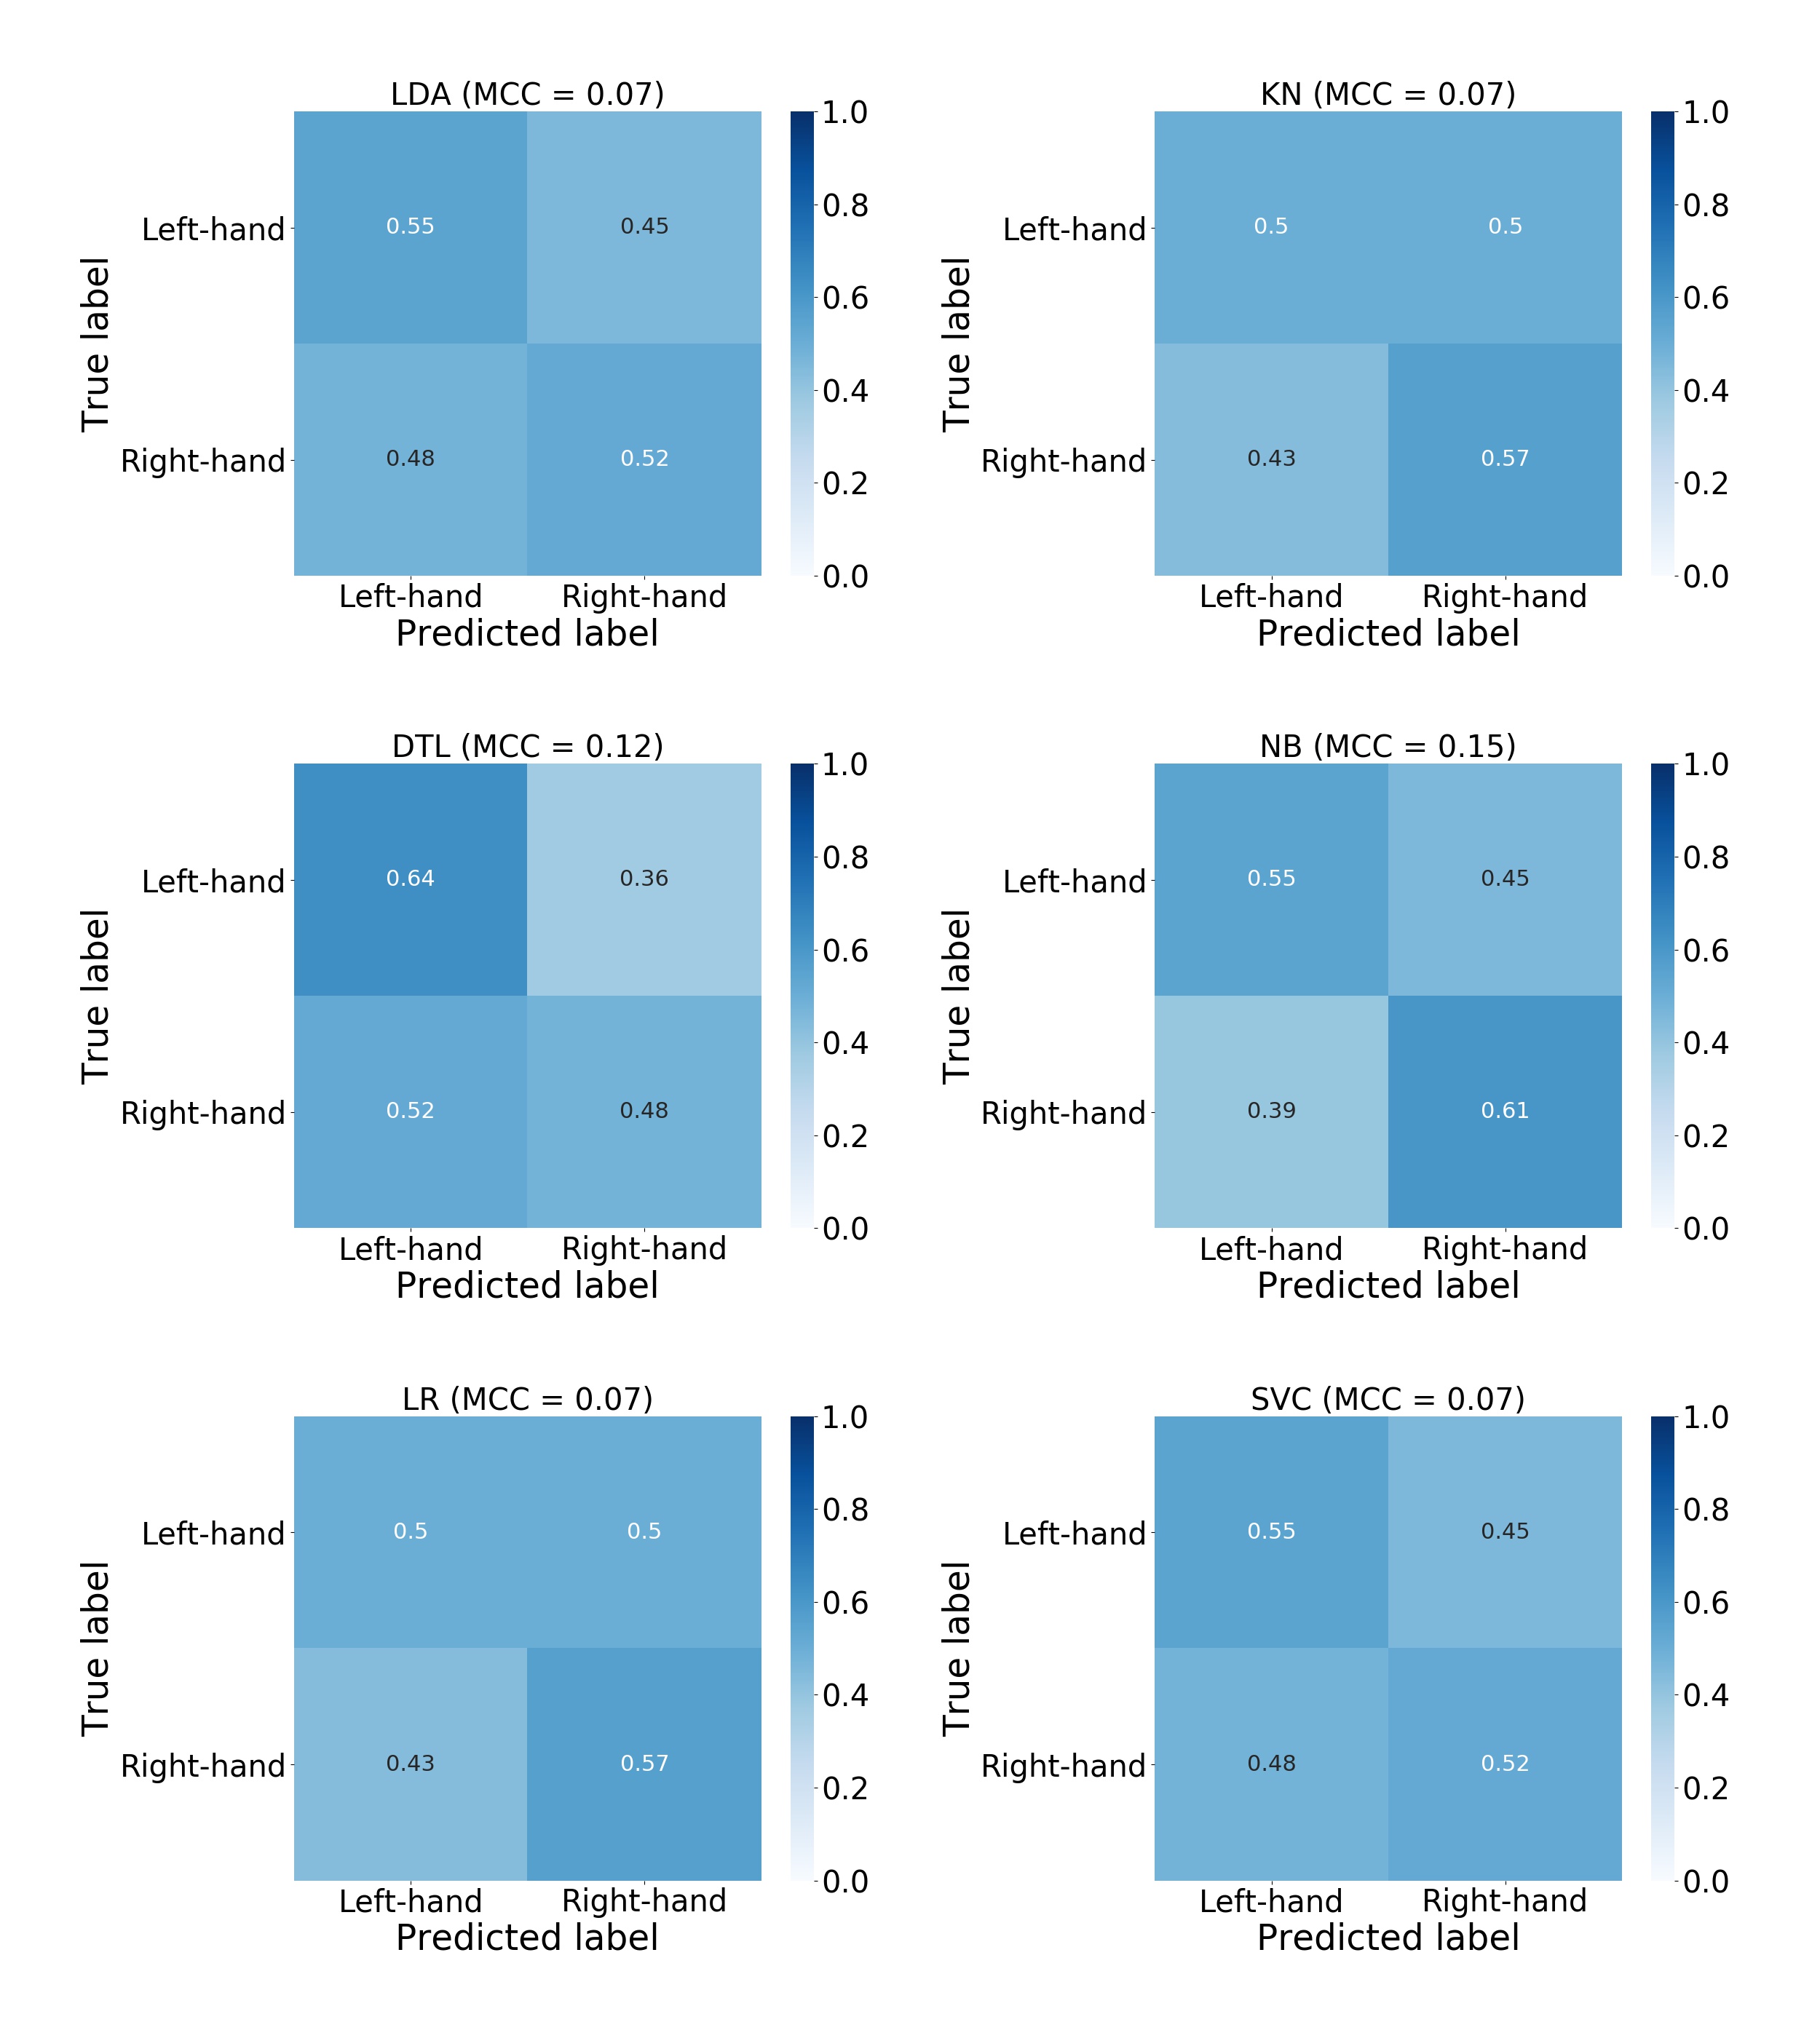 LDA (MCC = 0.07)
True label
Left-hand
0.55 0.45
Right-hand
0.48 0.52
Left-hand Right-hand
Predicted label
1.0
0.8
0.6
0.4
0.2
0.0
KN (MCC = 0.07)
True label
Left-hand
0.5 0.5
Right-hand
0.43 0.57
Left-hand Right-hand
Predicted label
1.0
0.8
0.6
0.4
0.2
0.0
DTL (MCC = 0.12)
True label
Left-hand
0.64 0.36
Right-hand
0.52 0.48
Left-hand Right-hand
Predicted label
1.0
0.8
0.6
0.4
0.2
0.0
NB (MCC = 0.15)
True label
Left-hand
0.55 0.45
Right-hand
0.39 0.61
Left-hand Right-hand
Predicted label
1.0
0.8
0.6
0.4
0.2
0.0
LR (MCC = 0.07)
True label
Left-hand
0.5 0.5
Right-hand
0.43 0.57
Left-hand Right-hand
Predicted label
1.0
0.8
0.6
0.4
0.2
0.0
SVC (MCC = 0.07)
True label
Left-hand
0.55 0.45
Right-hand
0.48 0.52
Left-hand Right-hand
Predicted label
1.0
0.8
0.6
0.4
0.2
0.0